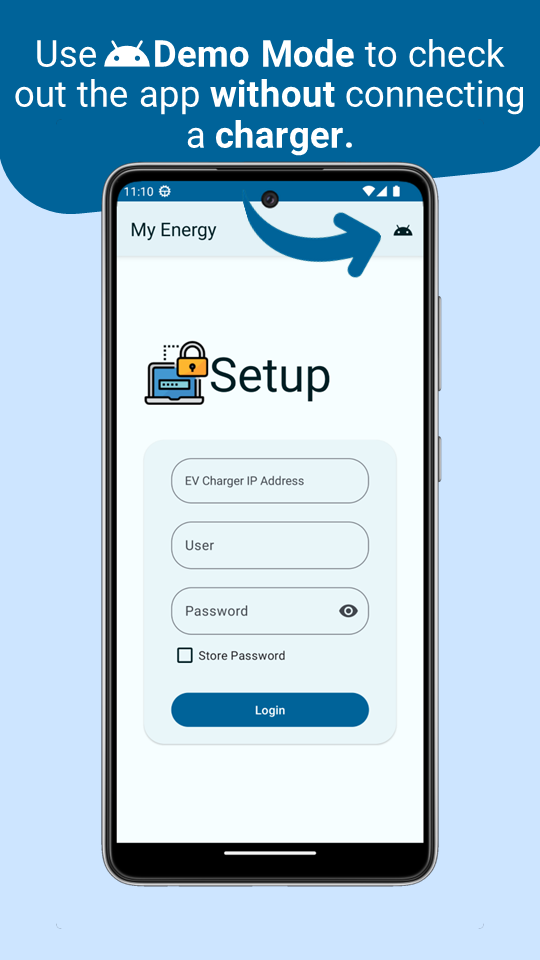 Use Demo Mode to check
out the app without connecting
a charger.
11:10
My Energy
Setup
EV Charger IP Address
User
Password
Store Password
Login